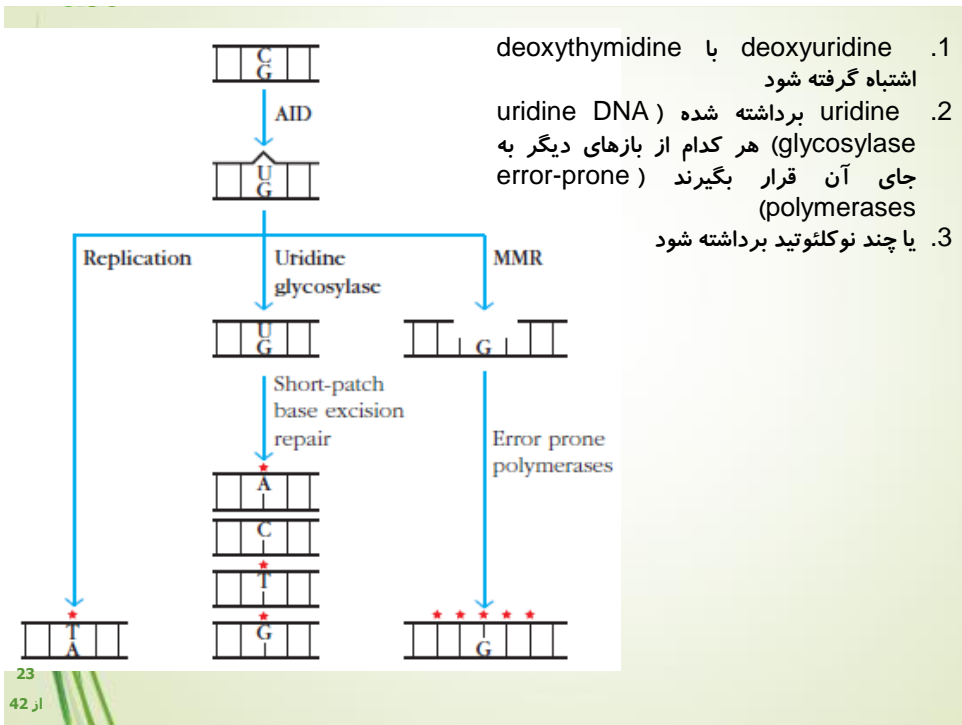 C
G
AID
U
G
Replication
Uridine
glycosylase
MMR
U
G
G
Short-patch
base excision
repair
Error prone
polymerases
A
C
T
G
T
A
G
1. deoxyuridine با deoxythymidine
اشتباه گرفته شود
2. uridine برداشته شده (uridine DNA
glycosylase) هر کدام از بازهای دیگر به
جای آن قرار بگیرند (error-prone
polymerases)
3. یا چند نوکلئوتید برداشته شود
23
از 42